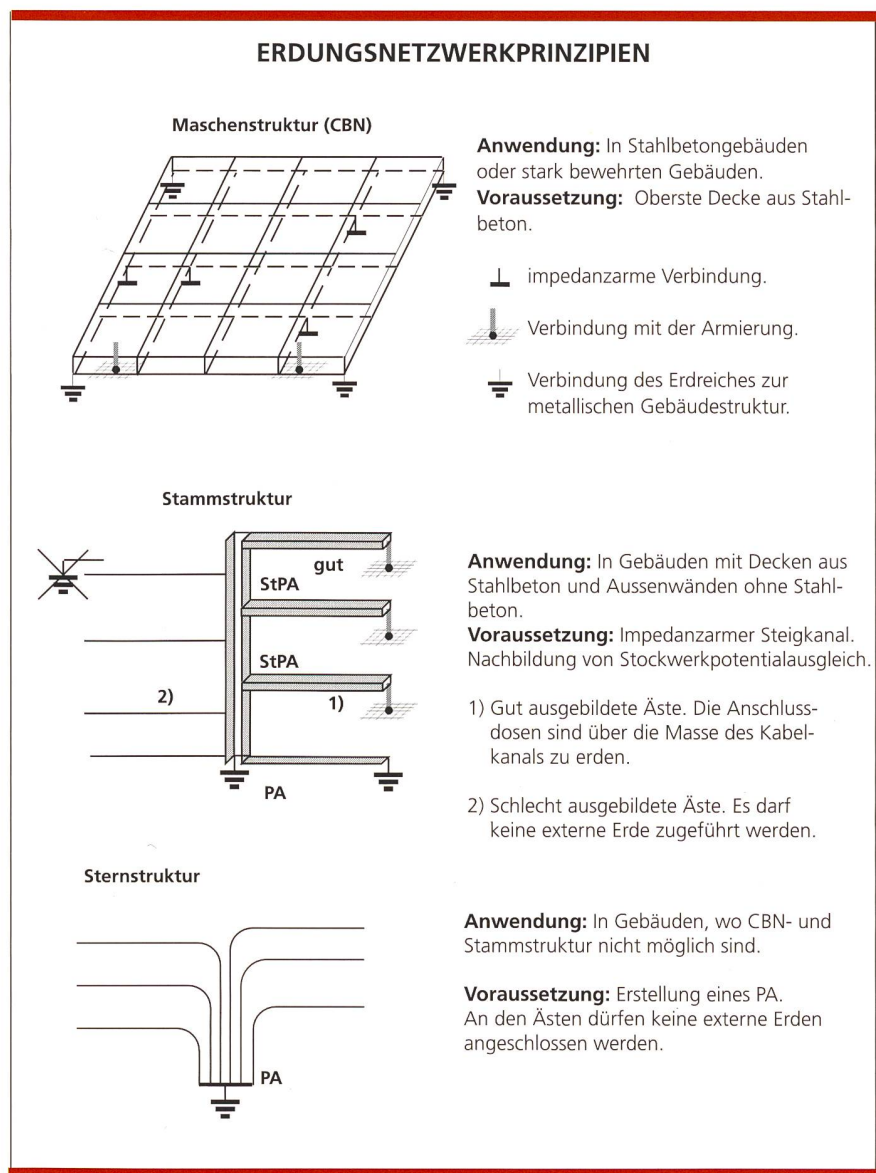 ERDUNGSNETZWERKPRINZIPIEN
Maschenstruktur (CBN)
Anwendung: In Stahlbetongebäuden
oder stark bewehrten Gebäuden.
Voraussetzung: Oberste Decke aus Stahl-
beton.
impedanzarme Verbindung.
Verbindung mit der Armierung.
Verbindung des Erdreiches zur
metallischen Gebäudestruktur.
Stammstruktur
gut
StPA
StPA
2)
1)
PA
Anwendung: In Gebäuden mit Decken aus
Stahlbeton und Aussenwänden ohne Stahl-
beton.
Voraussetzung: Impedanzarmer Steigkanal.
Nachbildung von Stockwerkpotentialausgleich.
1) Gut ausgebildete Äste. Die Anschluss-
dosen sind über die Masse des Kabel-
kanals zu erden.
2) Schlecht ausgebildete Äste. Es darf
keine externe Erde zugeführt werden.
Sternstruktur
PA
Anwendung: In Gebäuden, wo CBN- und
Stammstruktur nicht möglich sind.
Voraussetzung: Erstellung eines PA.
An den Ästen dürfen keine externe Erden
angeschlossen werden.